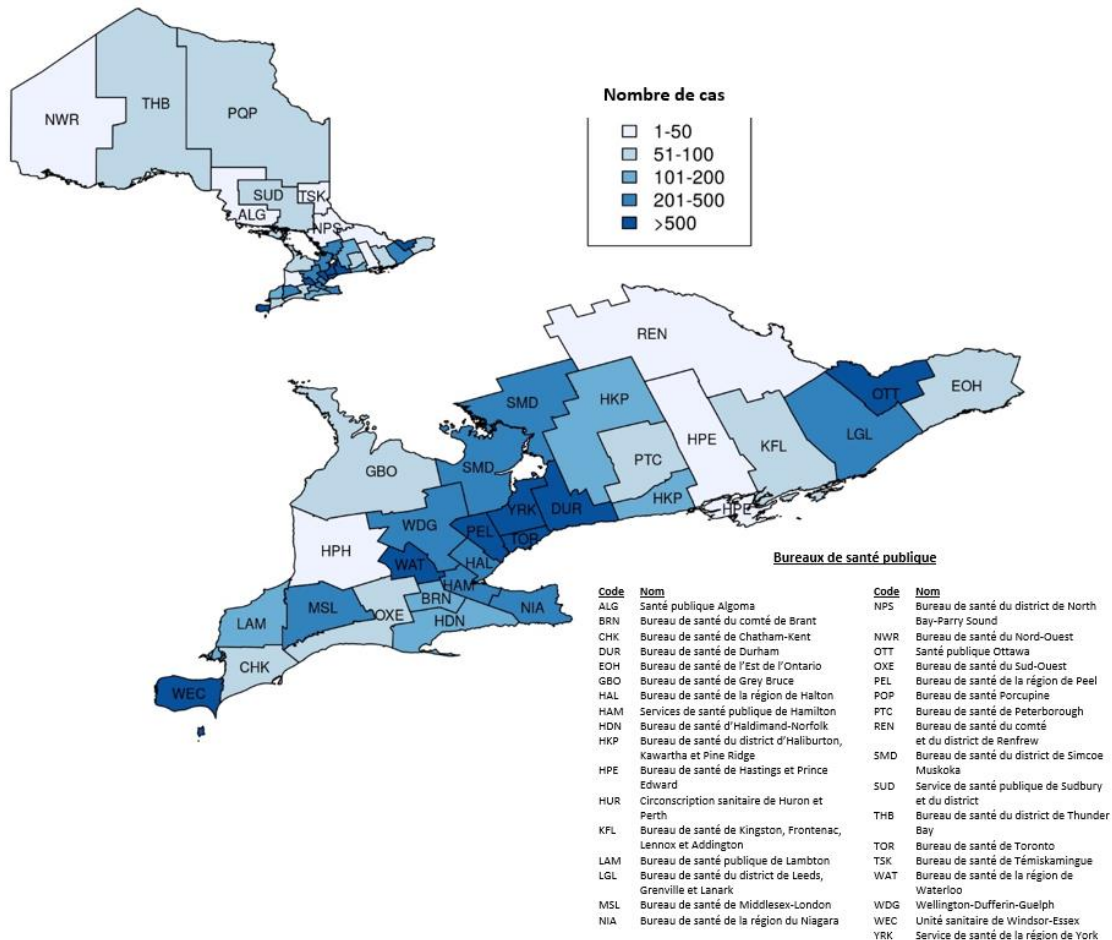 NWR
THB
PQP
SUD
TSK
ALG
NPS
Nombre de cas
1-50
51-100
101-200
201-500
>500
REN
SMD
HKP
OTT
EOH
HPE
LGL
KFL
GBO
SMD
PTC
HKP
YRK
DUR
HPE
WDG
PEL
TOR
HPH
WAT
HAL
HAM
BRN
NIA
MSL
OXE
LAM
HDN
CHK
WEC
Bureaux de santé publique
Code Nom
ALG Santé publique Algoma
BRN Bureau de santé du comté de Brant
CHK Bureau de santé de Chatham-Kent
DUR Bureau de santé de Durham
EOH Bureau de santé de l'Est de l'Ontario
GBO Bureau de santé de Grey Bruce
HAL Bureau de santé de la région de Halton
HAM Services de santé publique de Hamilton
HDN Bureau de santé d'Haldimand-Norfolk
HKP Bureau de santé du district d'Haliburton,
Kawartha et Pine Ridge
HPE Bureau de santé de Hastings et Prince
Edward
HUR Circonscription sanitaire de Huron et
Perth
KFL Bureau de santé de Kingston, Frontenac,
Lennox et Addington
LAM Bureau de santé publique de Lambton
LGL Bureau de santé du district de Leeds,
Grenville et Lanark
MSL Bureau de santé de Middlesex-London
NIA Bureau de santé de la région du Niagara
Code Nom
NPS Bureau de santé du district de North
Bay-Parry Sound
NWR Bureau de santé du Nord-Ouest
OTT Santé publique Ottawa
OXE Bureau de santé du Sud-Ouest
PEL Bureau de santé de la région de Peel
POP Bureau de santé Porcupine
PTC Bureau de santé de Peterborough
REN Bureau de santé du comté
et du district de Renfrew
SMD Bureau de santé du district de Simcoe
Muskoka
SUD Service de santé publique de Sudbury
et du district
THB Bureau de santé du district de Thunder
Bay
TOR Bureau de santé de Toronto
TSK Bureau de santé de Témiskamingue
WAT Bureau de santé de la région de
Waterloo
WDG Wellington-Dufferin-Guelph
WEC Unité sanitaire de Windsor-Essex
YRK Service de santé de la région de York